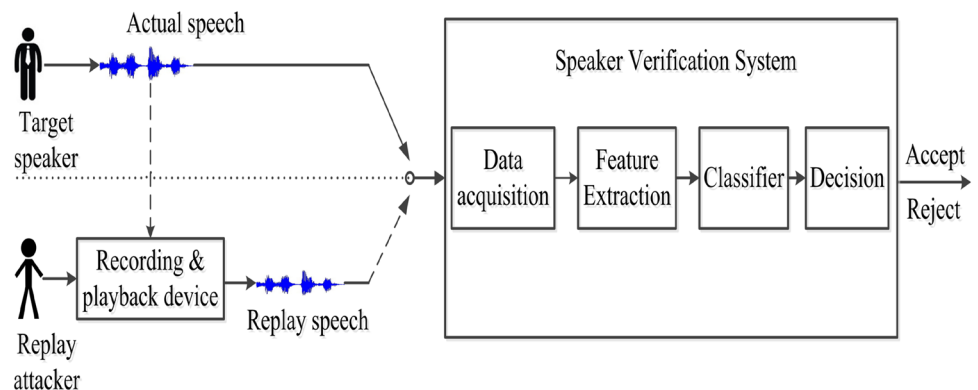 Actual speech
Target
speaker
Recording &
playback device
Replay speech
Replay
attacker
Speaker Verification System
Data
acquisition
Feature
Extraction
Classifier
Decision
Accept
Reject